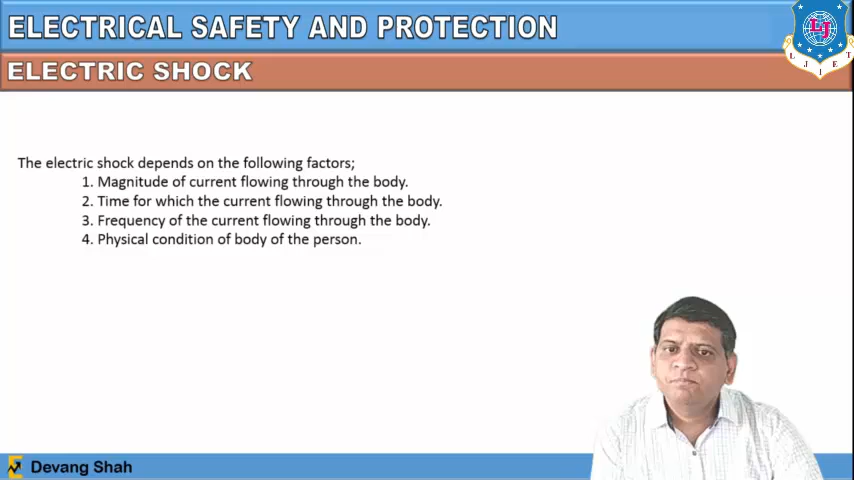 ELECTRICAL SAFETY AND PROTECTION
ELECTRIC SHOCK
LJ
L J I E T
The electric shock depends on the following factors;
1. Magnitude of current flowing through the body.
2. Time for which the current flowing through the body.
3. Frequency of the current flowing through the body.
4. Physical condition of body of the person.
Devang Shah